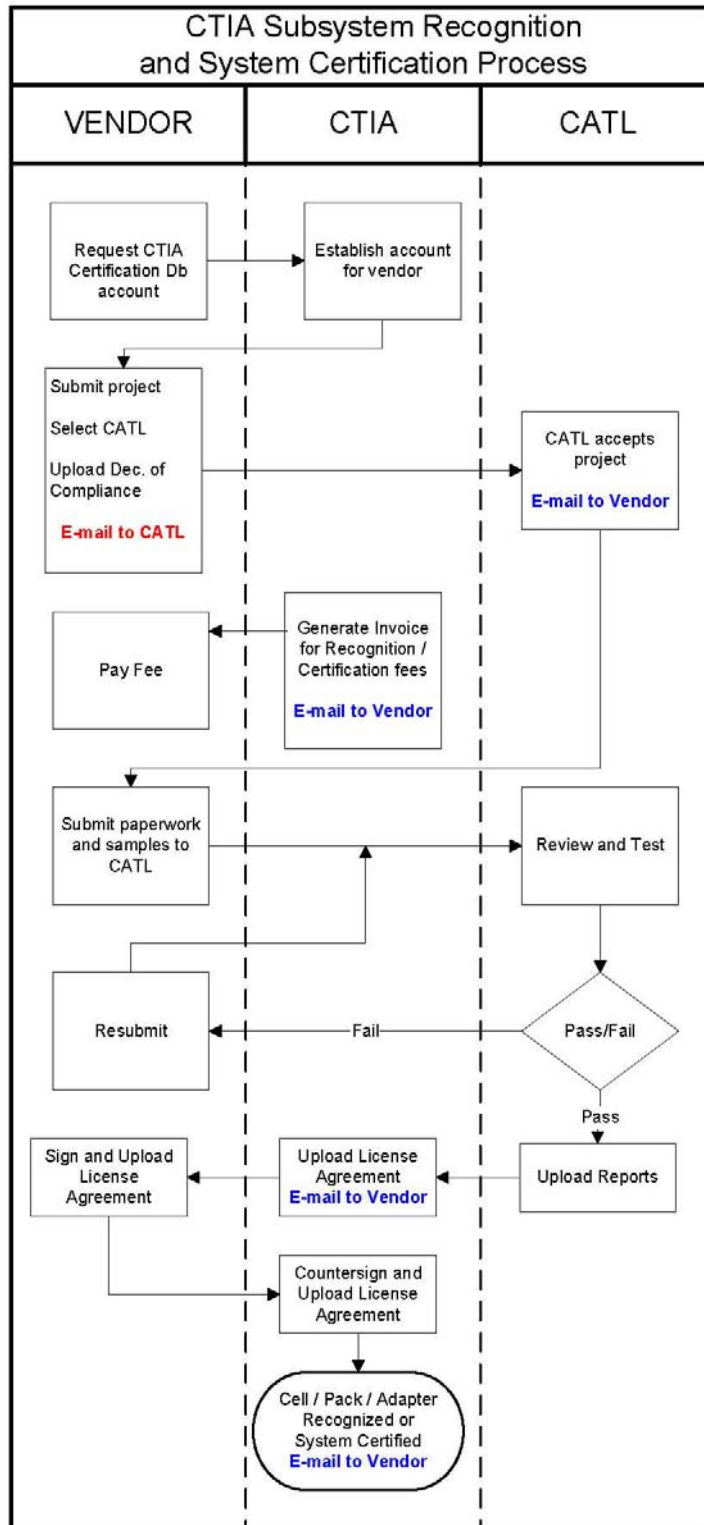 CTIA Subsystem Recognition
and System Certification Process
VENDOR
CTIA
CATL
Request CTIA
Certification Db
account
Establish account
for vendor
Submit project
Select CATL
Upload Dec. of
Compliance
E-mail to CATL
CATL accepts
project
E-mail to Vendor
Pay Fee
Generate Invoice
for Recognition /
Certification fees
E-mail to Vendor
Submit paperwork
and samples to
CATL
Review and Test
Resubmit
Fail
Pass/Fail
Pass
Sign and Upload
License
Agreement
Upload License
Agreement
E-mail to Vendor
Upload Reports
Countersign and
Upload License
Agreement
Cell / Pack / Adapter
Recognized or
System Certified
E-mail to Vendor